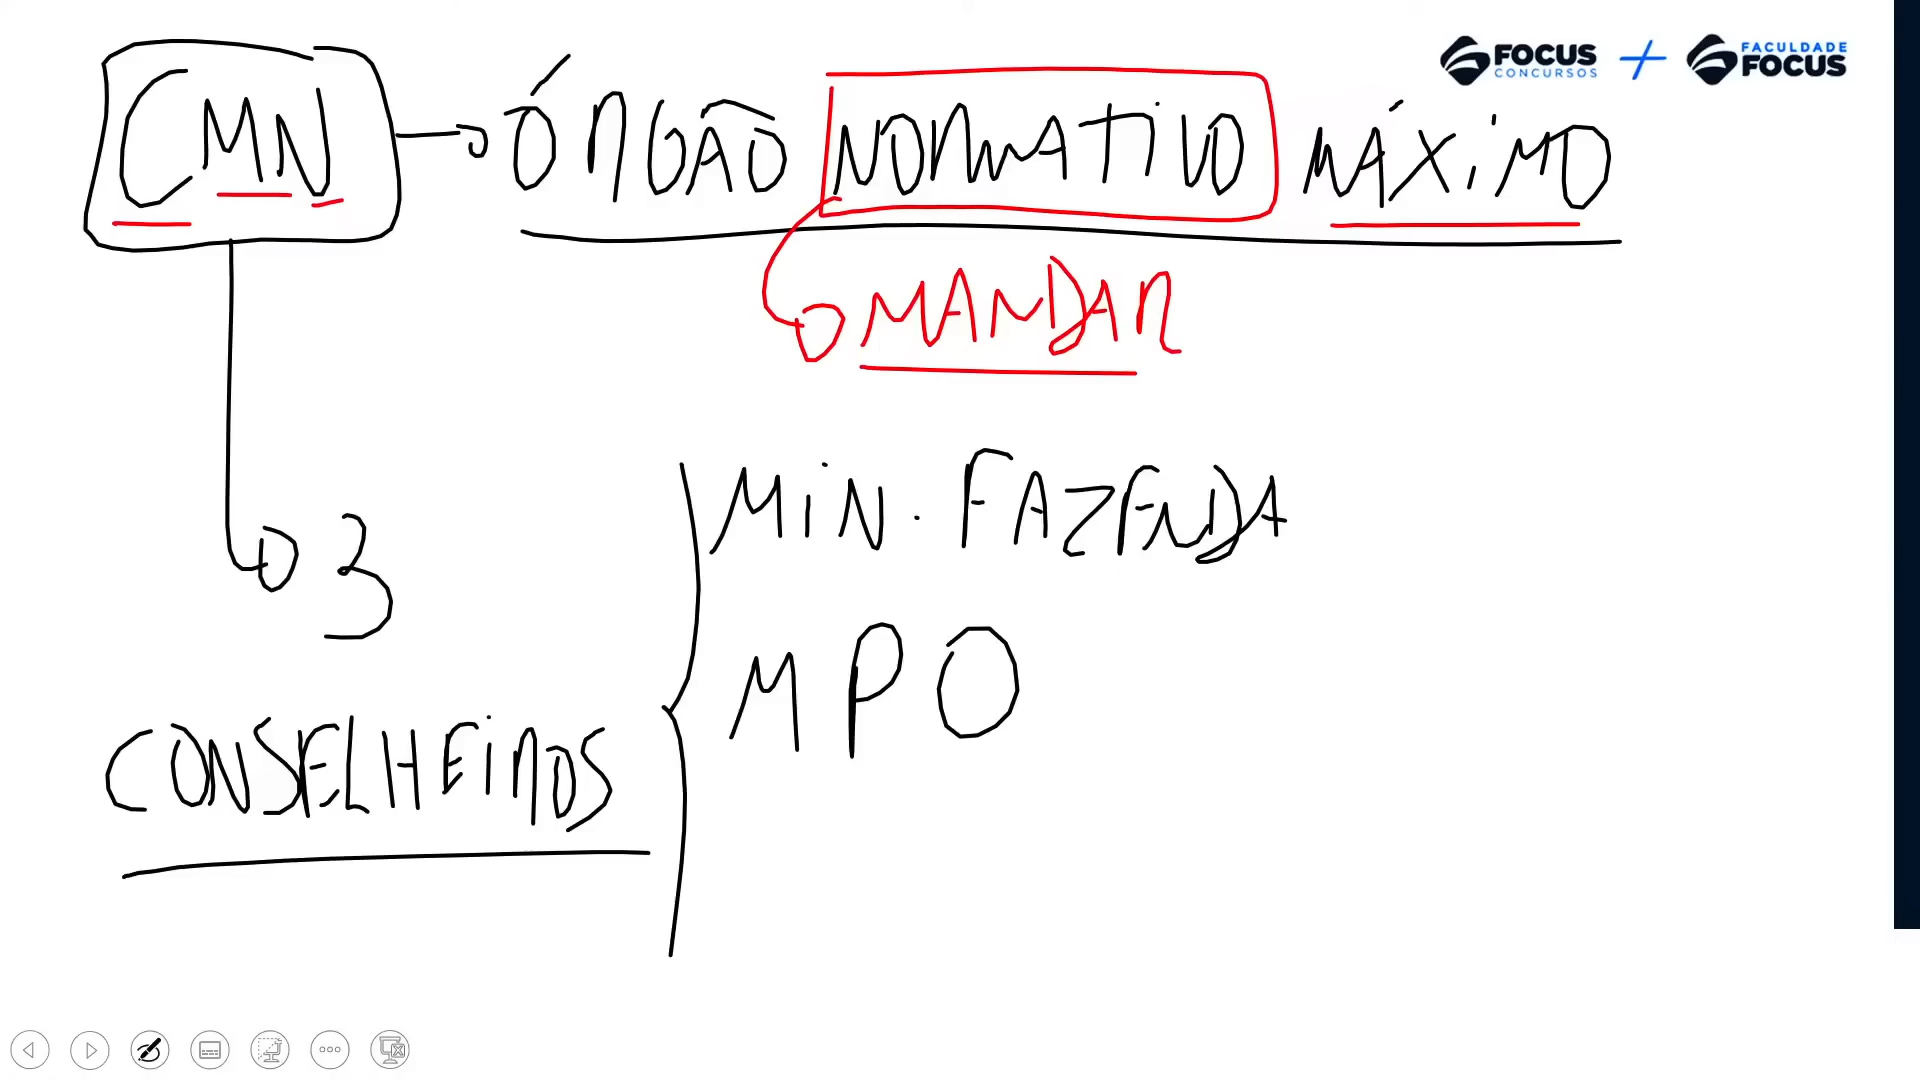 FOCUS CONCURSOS + FACULDADE FOCUS
CMN ÓRGÃO NORMATIVO MÁXIMO
MANDAR
3
CONSELHEIROS
MIN. FAZENDA
MPO